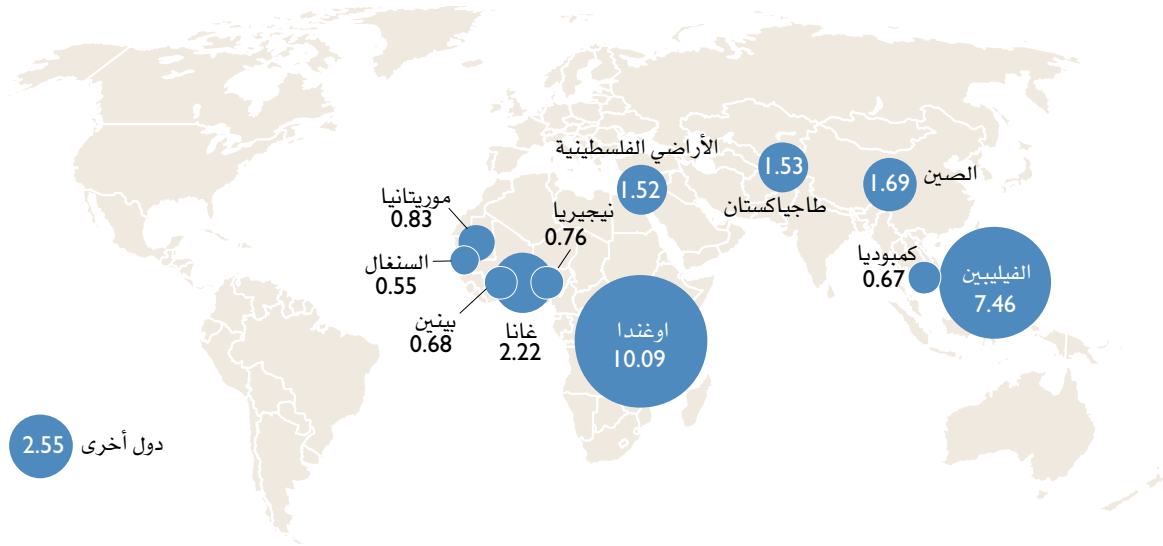 الأراضي الفلسطينية
1.52
1.53
طاجياكستان
الصين
1.69
موريتانيا
0.83
نيجيريا
0.76
السنغال
0.55
كمبوديا
0.67
الفيليبين
7.46
بينين
0.68
غانا
2.22
اوغندا
10.09
دول أخرى
2.55